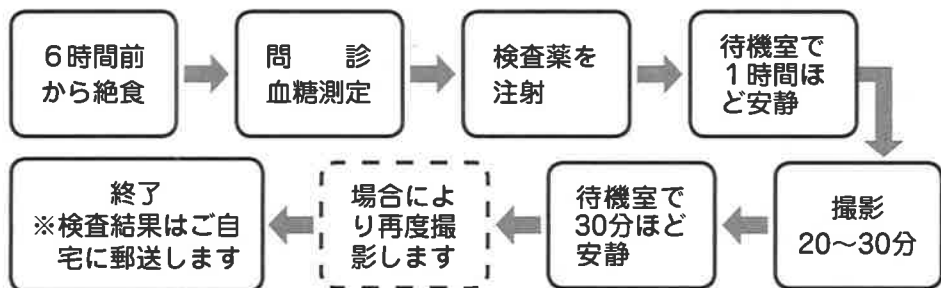 6時間前
から絶食
問　　診
血糖測定
検査薬を
注射
待機室で
1時間ほ
ど安静
撮影
20〜30分
待機室で
30分ほど
安静
場合によ
り再度撮
影します
終了
※検査結果はご自
宅に郵送します